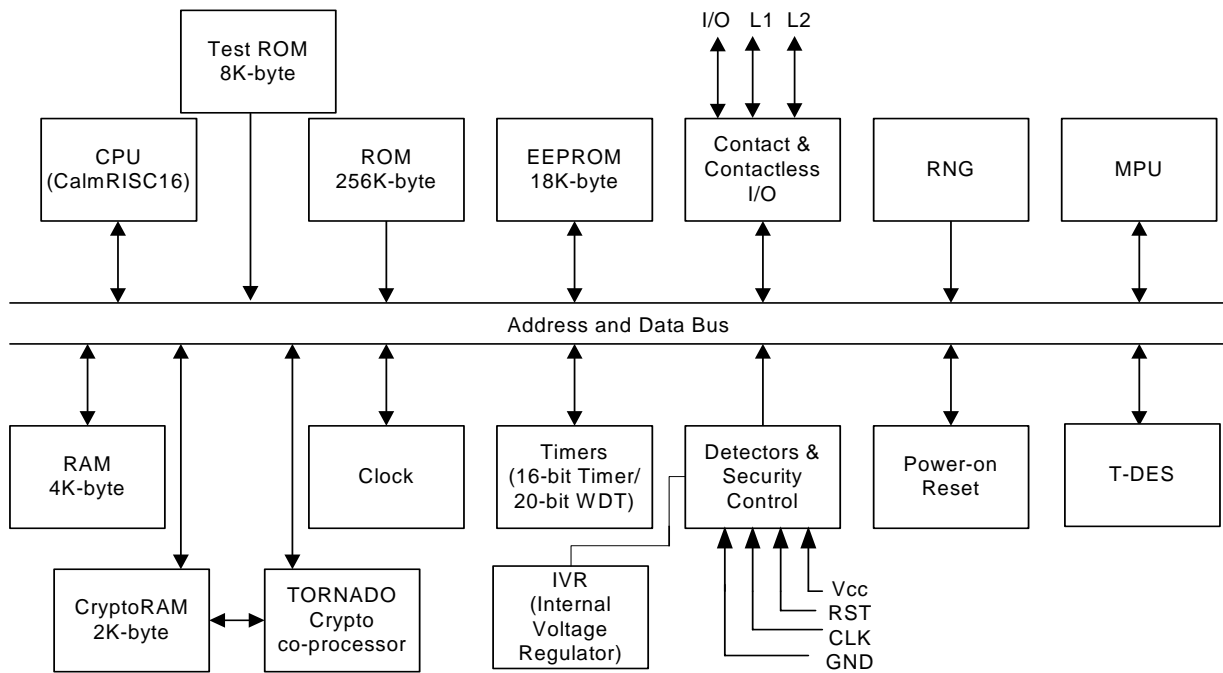 I/O L1 L2
Test ROM
8K-byte
CPU
(CalmRISC16)
ROM
256K-byte
EEPROM
18K-byte
Contact &
Contactless
I/O
RNG
MPU
Address and Data Bus
RAM
4K-byte
Clock
Timers
(16-bit Timer/
20-bit WDT)
Detectors &
Security
Control
Power-on
Reset
T-DES
CryptoRAM
2K-byte
TORNADO
Crypto
co-processor
IVR
(Internal
Voltage
Regulator)
Vcc
RST
CLK
GND